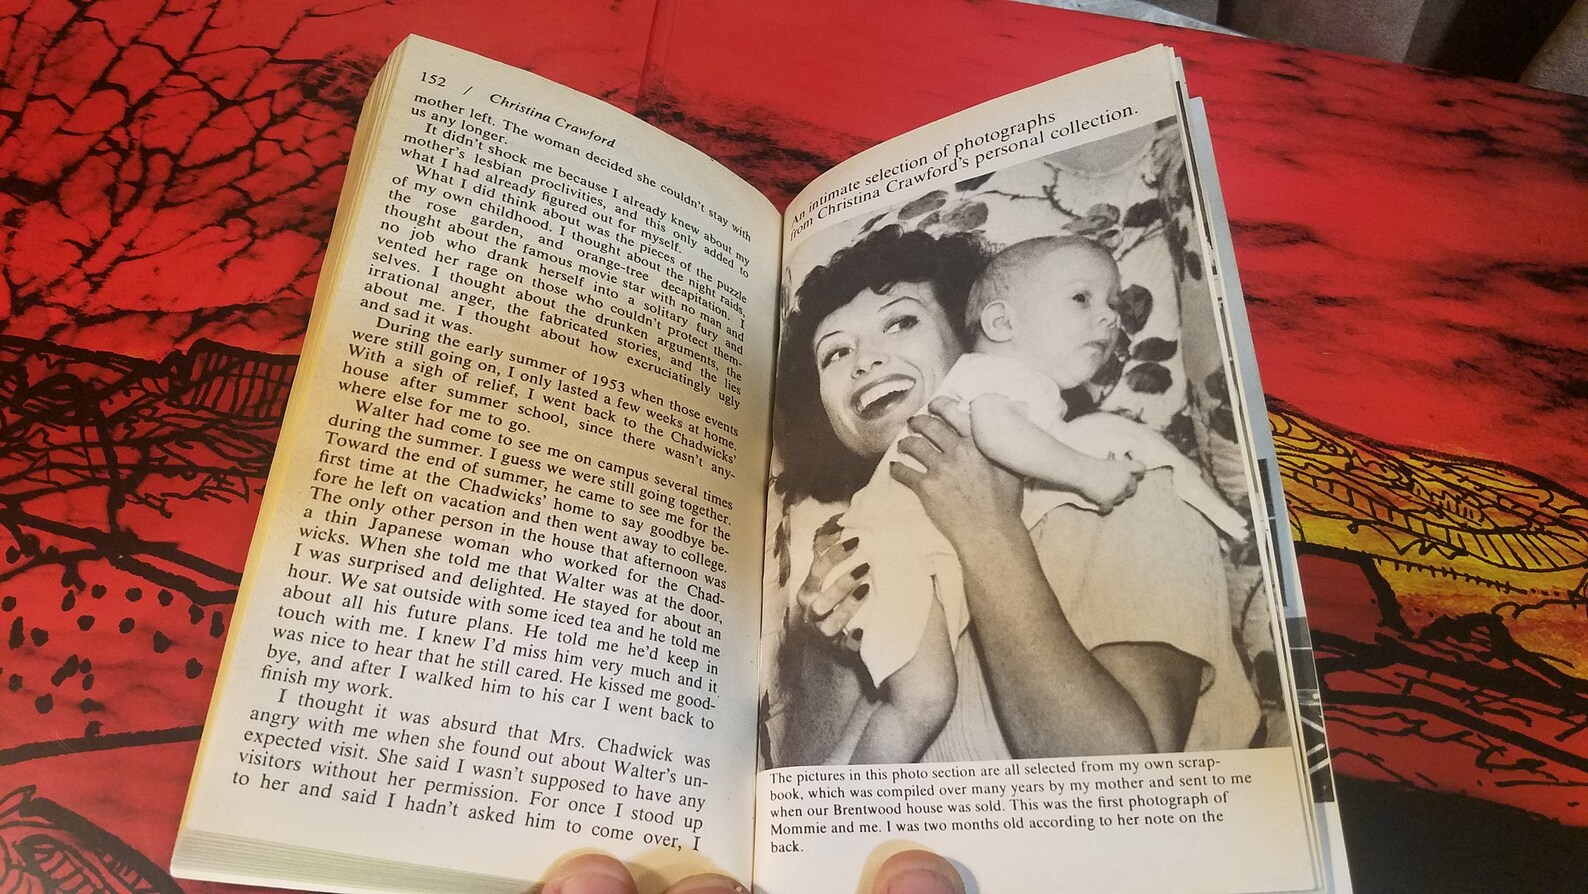 152 / Christina Crawford
mother left. The woman decided she couldn't stay with
us any longer.
It didn't shock me because I already knew about my
mother's lesbian proclivities, and this only added to
what I had already figured out for myself.
What I did think about was the pieces of the puzzle
of my own childhood. I thought about the night raids,
the rose garden, and orange-tree decapitation. I
thought about the famous movie star with no man and
no job who drank herself into a solitary fury and
vented her rage on those who couldn't protect them-
selves. I thought about the drunken arguments, the
irrational anger, the fabricated stories, and the lies
about me. I thought about how excruciatingly ugly
and sad it was.
During the early summer of 1953 when those events
were still going on, I only lasted a few weeks at home.
With a sigh of relief, I went back to the Chadwicks'
house after summer school, since there wasn't any-
where else for me to go.
Walter had come to see me on campus several times
during the summer. I guess we were still going together.
Toward the end of summer, he came to see me for the
first time at the Chadwicks' home to say goodbye be-
fore he left on vacation and then went away to college.
The only other person in the house that afternoon was
a thin Japanese woman who worked for the Chad-
wicks. When she told me that Walter was at the door,
I was surprised and delighted. He stayed for about an
hour. We sat outside with some iced tea and he told me
about all his future plans. He told me he'd keep in
touch with me. I knew I'd miss him very much and it
was nice to hear that he still cared. He kissed me good-
bye, and after I walked him to his car I went back to
finish my work.
I thought it was absurd that Mrs. Chadwick was
angry with me when she found out about Walter's un-
expected visit. She said I wasn't supposed to have any
visitors without her permission. For once I stood up
to her and said I hadn't asked him to come over, I
An intimate selection of photographs
from Christina Crawford's personal collection.
The pictures in this photo section are all selected from my own scrap-
book, which was compiled over many years by my mother and sent to me
when our Brentwood house was sold. This was the first photograph of
Mommie and me. I was two months old according to her note on the
back.